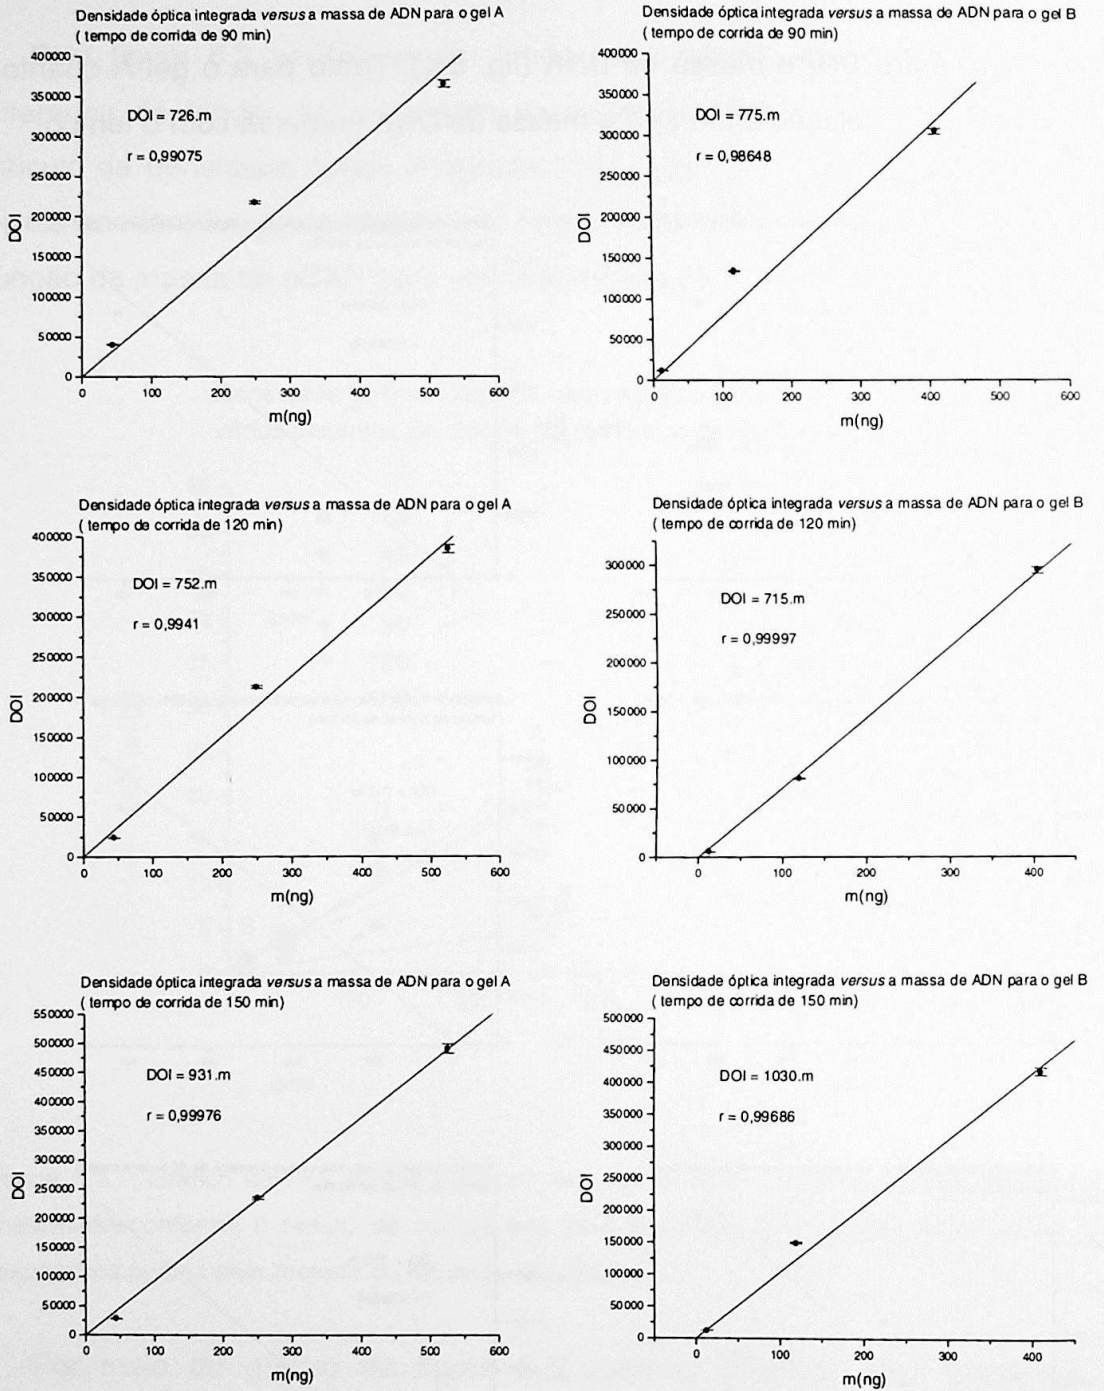 Densidade óptica integrada versus a massa de ADN para o gel A
( tempo de corrida de 90 min)
400000
350000
300000
250000
200000
150000
100000
50000
0
DOI
DOI = 726.m
r = 0,99075
0 100 200 300 400 500 600
m(ng)
Densidade óptica integrada versus a massa de ADN para o gel B
( tempo de corrida de 90 min)
400000
350000
300000
250000
200000
150000
100000
50000
0
DOI
DOI = 775.m
r = 0,98648
0 100 200 300 400 500 600
m(ng)
Densidade óptica integrada versus a massa de ADN para o gel A
( tempo de corrida de 120 min)
400000
350000
300000
250000
200000
150000
100000
50000
0
DOI
DOI = 752.m
r = 0,9941
0 100 200 300 400 500 600
m(ng)
Densidade óptica integrada versus a massa de ADN para o gel B
( tempo de corrida de 120 min)
300000
250000
200000
150000
100000
50000
0
DOI
DOI = 715.m
r = 0,99997
0 100 200 300 400
m(ng)
Densidade óptica integrada versus a massa de ADN para o gel A
( tempo de corrida de 150 min)
550000
500000
450000
400000
350000
300000
250000
200000
150000
100000
50000
0
DOI
DOI = 931.m
r = 0,99976
0 100 200 300 400 500 600
m(ng)
Densidade óptica integrada versus a massa de ADN para o gel B
( tempo de corrida de 150 min)
500000
450000
400000
350000
300000
250000
200000
150000
100000
50000
0
DOI
DOI = 1030.m
r = 0,99686
0 100 200 300 400
m(ng)